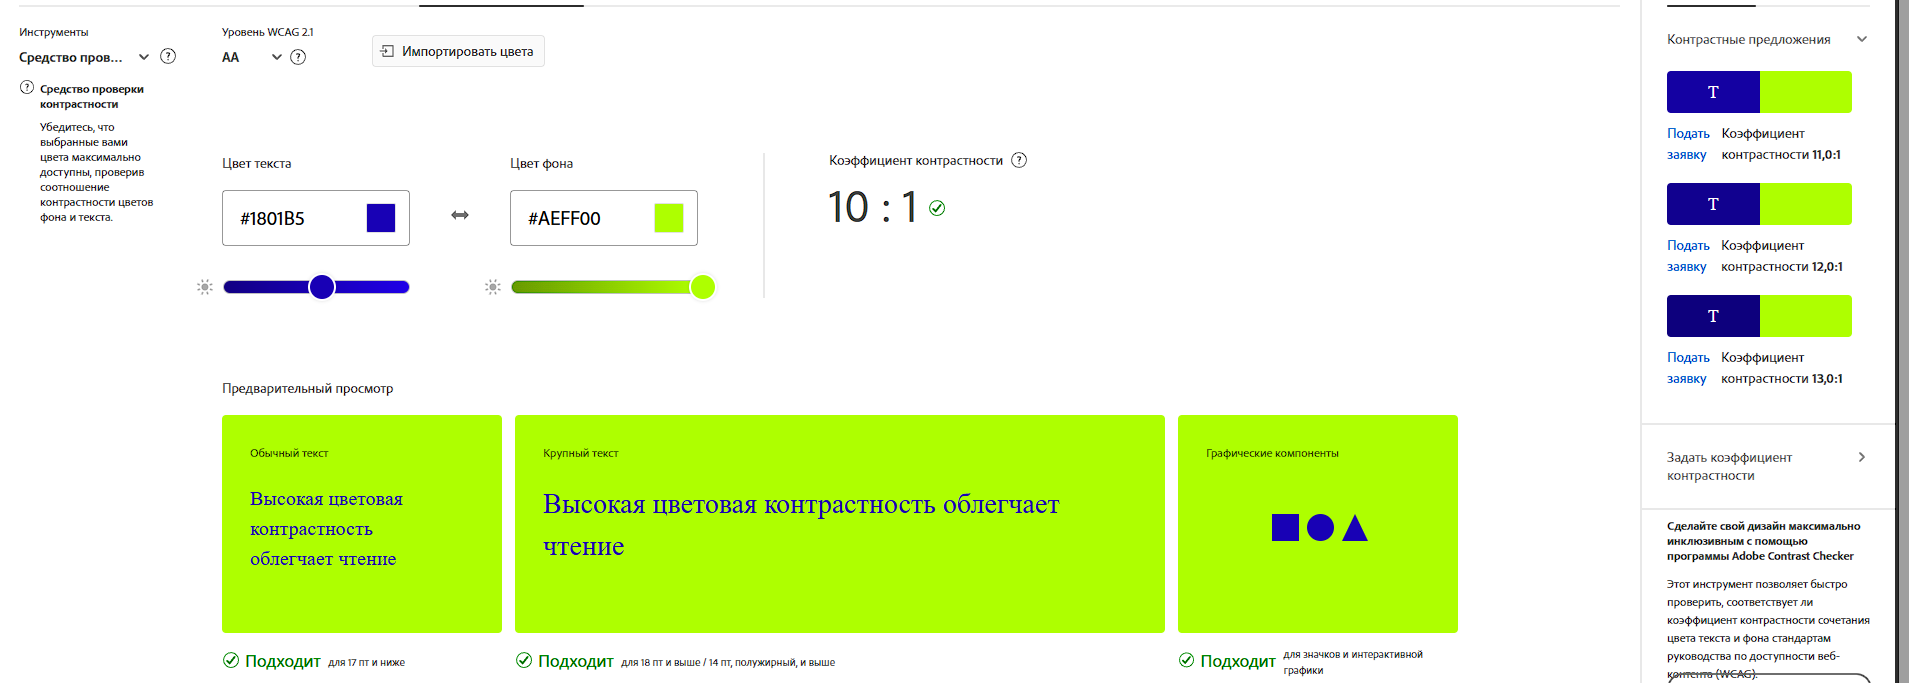 Инструменты
Средство пров...
Средство проверки
контрастности
Убедитесь, что
выбранные вами
цвета максимально
доступны, проверив
соотношение
контрастности цветов
фона и текста.
Уровень WCAG 2.1
AA
Импортировать цвета
Цвет текста
#1801B5
Цвет фона
#AEFF00
Коэффициент контрастности
10 : 1
Предварительный просмотр
Обычный текст
Высокая цветовая
контрастность
облегчает чтение
Подходит для 17 пт и ниже
Крупный текст
Высокая цветовая контрастность облегчает
чтение
Подходит для 18 пт и выше / 14 пт, полужирный, и выше
Графические компоненты
Подходит для значков и интерактивной
графики
Контрастные предложения
T
Подать Коэффициент
заявку контрастности 11,0:1
T
Подать Коэффициент
заявку контрастности 12,0:1
T
Подать Коэффициент
заявку контрастности 13,0:1
Задать коэффициент
контрастности
Сделайте свой дизайн максимально
инклюзивным с помощью
программы Adobe Contrast Checker
Этот инструмент позволяет быстро
проверить, соответствует ли
коэффициент контрастности сочетания
цвета текста и фона стандартам
руководства по доступности веб-
контента (WCAG).